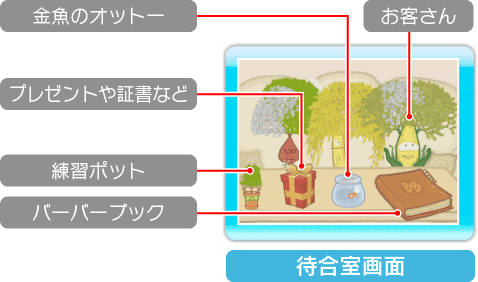 金魚のオットー
お客さん
プレゼントや証書など
練習ポット
バーバーブック
待合室画面